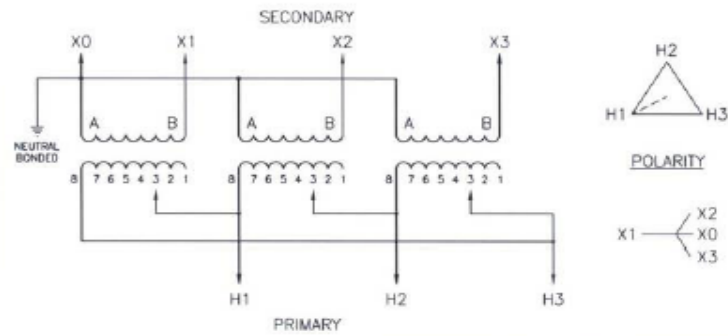 SECONDARY
X0 X1 X2 X3
H2
H1 H3
A B A B A B
NEUTRAL
BONDED
8 7 6 5 4 3 2 1 8 7 6 5 4 3 2 1 8 7 6 5 4 3 2 1
POLARITY
X2
X1 X0
X3
H1 H2 H3
PRIMARY